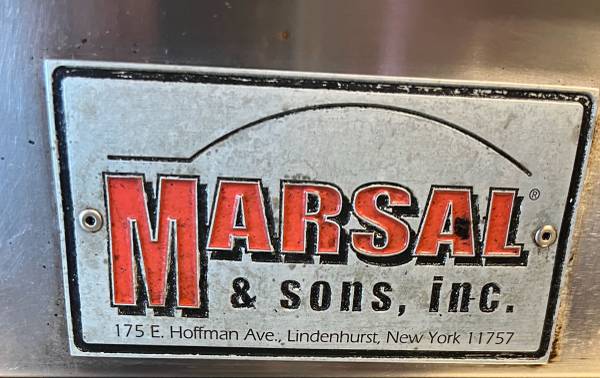 MARSAL®
& sons, inc.
175 E. Hoffman Ave., Lindenhurst, New York 11757